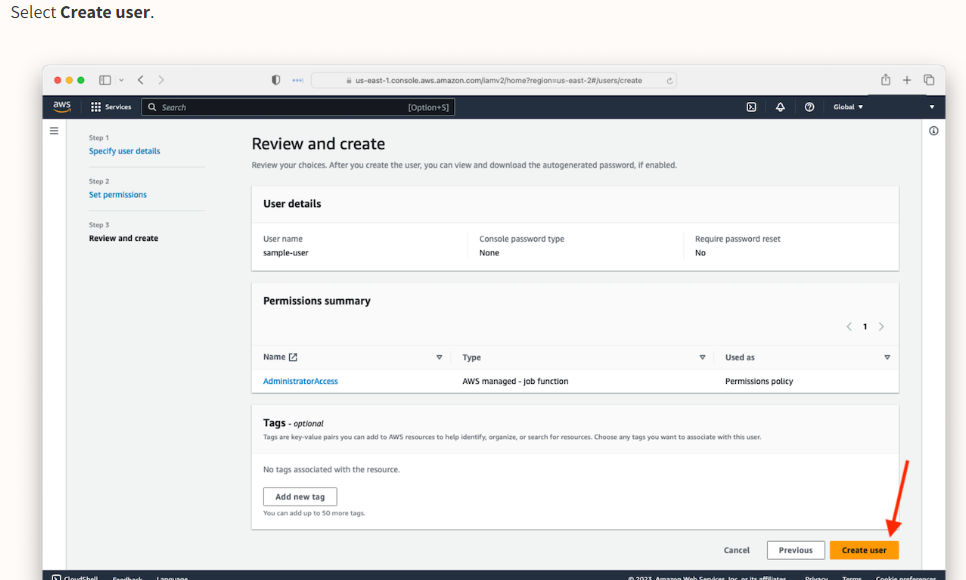 Select Create user.
us-east-1.console.aws.amazon.com/iamv2/home?region=us-east-2#/users/create
aws
Services
Search
[Option+S]
Global
Step 1
Specify user details
Step 2
Set permissions
Step 3
Review and create
Review and create
Review your choices. After you create the user, you can view and download the autogenerated password, if enabled.
User details
User name
Console password type
Require password reset
sample-user
None
No
Permissions summary
1
Name
Type
Used as
AdministratorAccess
AWS managed - job function
Permissions policy
Tags - optional
Tags are key-value pairs you can add to AWS resources to help identify, organize, or search for resources. Choose any tags you want to associate with this user.
No tags associated with the resource.
Add new tag
You can add up to 50 more tags.
Cancel
Previous
Create user
CloudShell
Feedback
Language
© 2023, Amazon Web Services, Inc. or its affiliates.
Privacy
Terms
Cookie preferences